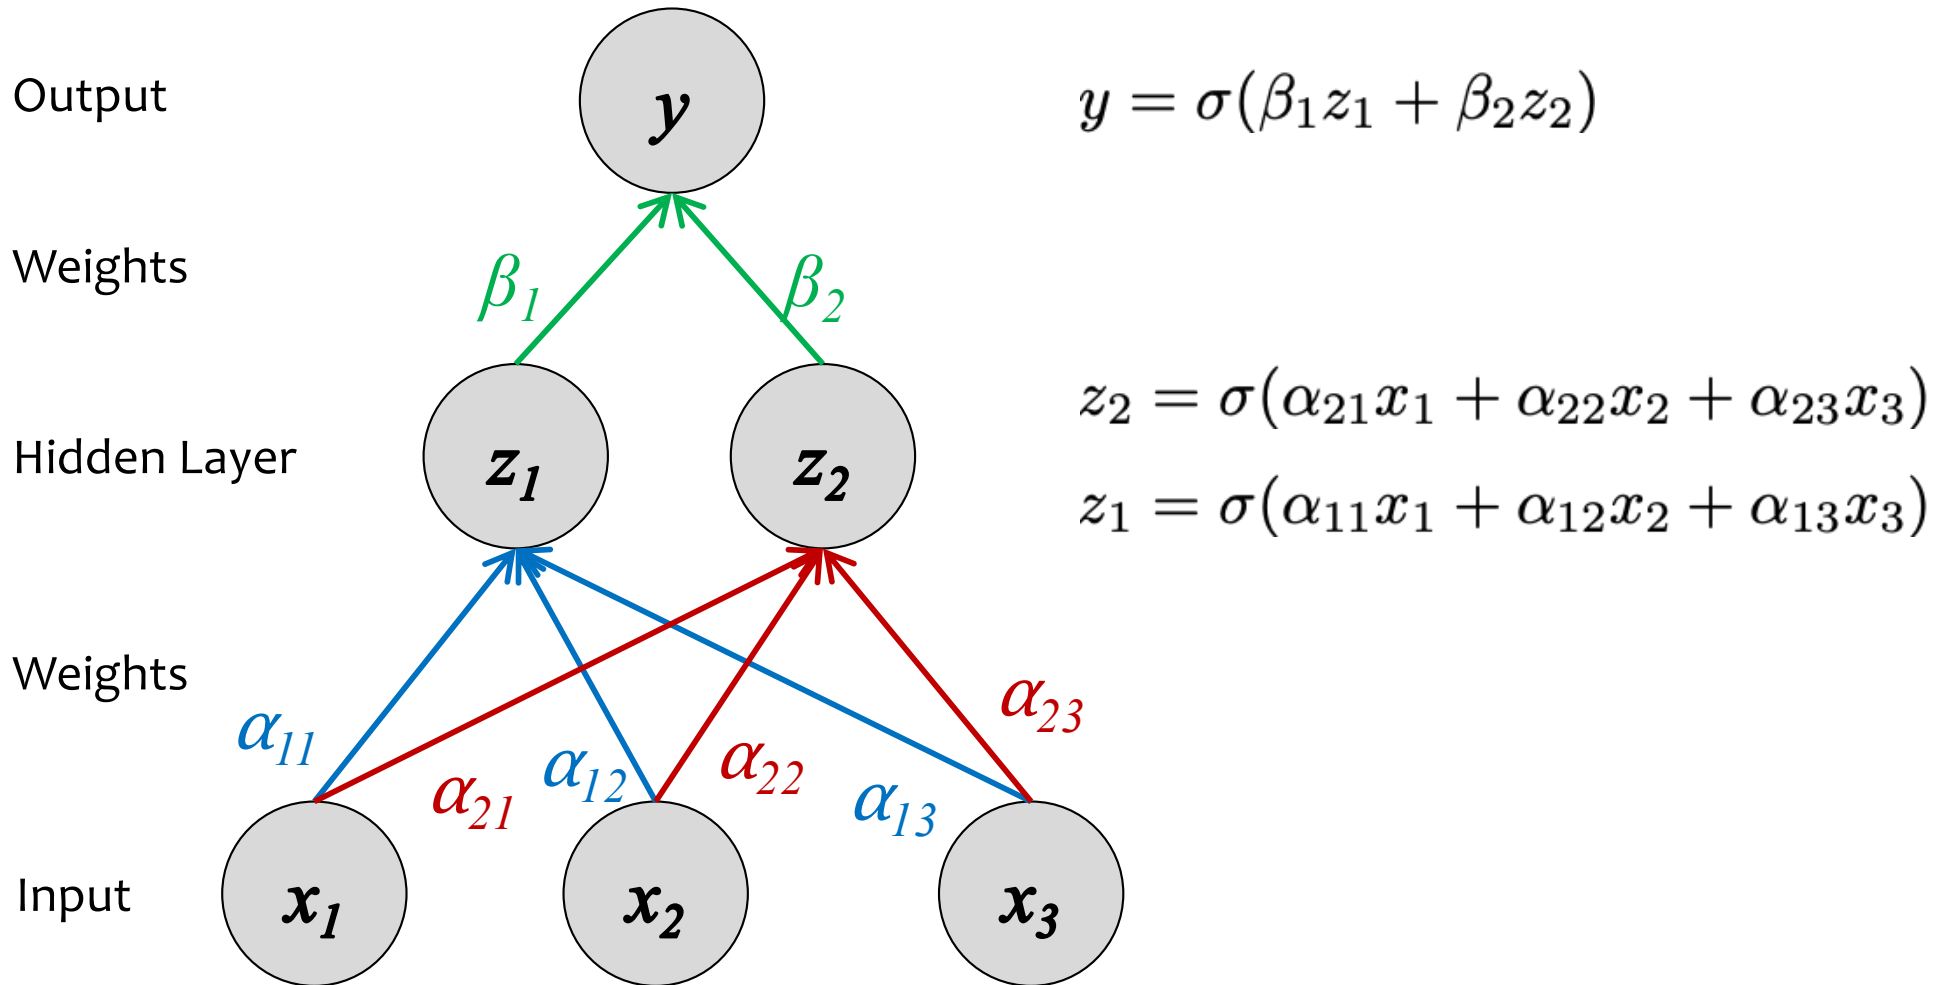 Output
y
y = σ(β₁z₁ + β₂z₂)
Weights
β₁
β₂
z₂ = σ(α₂₁x₁ + α₂₂x₂ + α₂₃x₃)
Hidden Layer
z₁
z₂
z₁ = σ(α₁₁x₁ + α₁₂x₂ + α₁₃x₃)
Weights
α₁₁
α₂₁
α₁₂
α₂₂
α₁₃
α₂₃
Input
x₁
x₂
x₃